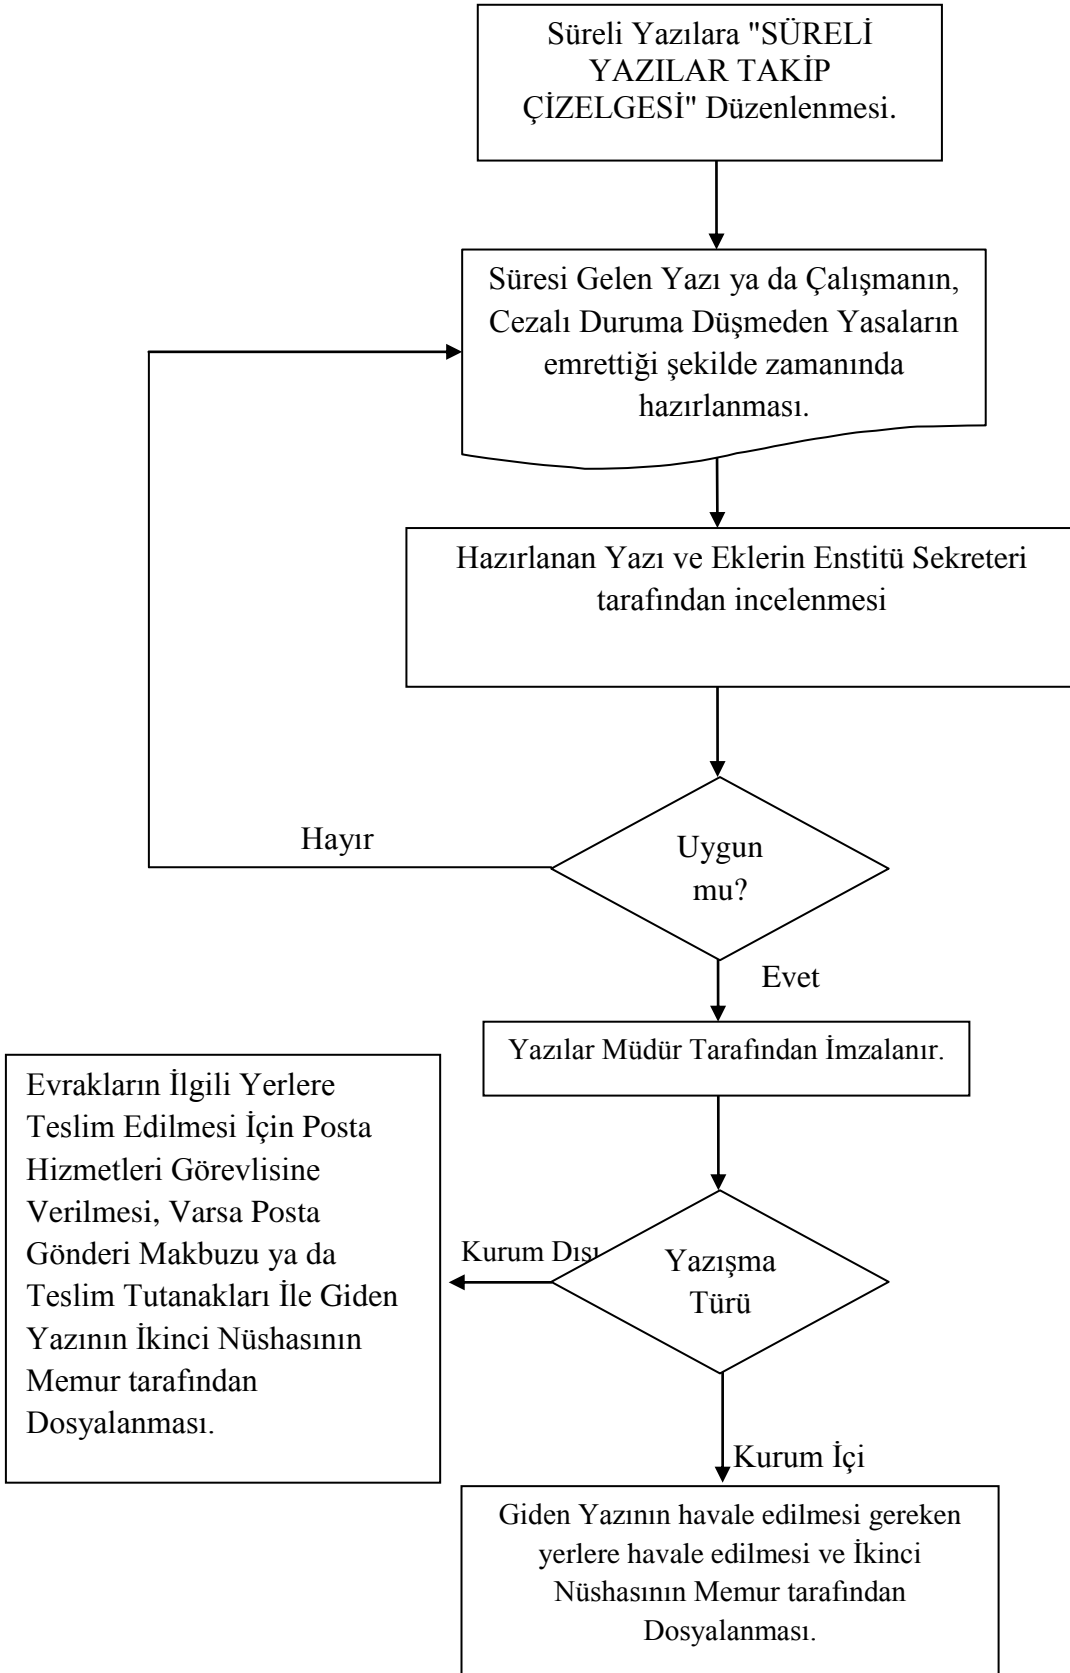 Süreli Yazılara "SÜRELİ
YAZILAR TAKİP
ÇİZELGESİ" Düzenlenmesi.
Süresi Gelen Yazı ya da Çalışmanın,
Cezalı Duruma Düşmeden Yasaların
emrettiği şekilde zamanında
hazırlanması.
Hazırlanan Yazı ve Eklerin Enstitü Sekreteri
tarafından incelenmesi
Hayır
Uygun
mu?
Evet
Yazılar Müdür Tarafından İmzalanır.
Evrakların İlgili Yerlere
Teslim Edilmesi İçin Posta
Hizmetleri Görevlisine
Verilmesi, Varsa Posta
Gönderi Makbuzu ya da
Teslim Tutanakları İle Giden
Yazının İkinci Nüshasının
Memur tarafından
Dosyalanması.
Kurum Dışı
Yazışma
Türü
Kurum İçi
Giden Yazının havale edilmesi gereken
yerlere havale edilmesi ve İkinci
Nüshasının Memur tarafından
Dosyalanması.